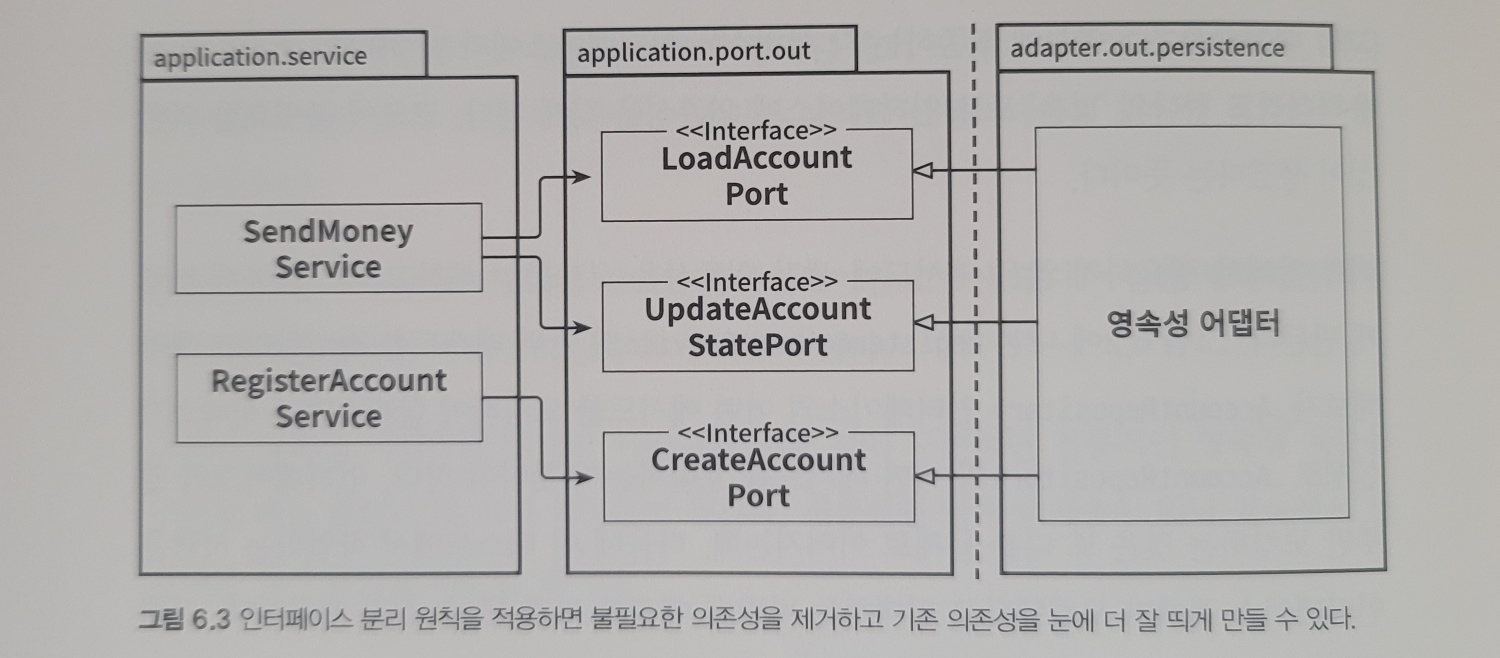 application.service
application.port.out
adapter.out.persistence
<<Interface>>
LoadAccount
Port
SendMoney
Service
<<Interface>>
UpdateAccount
StatePort
영속성 어댑터
RegisterAccount
Service
<<Interface>>
CreateAccount
Port
그림 6.3 인터페이스 분리 원칙을 적용하면 불필요한 의존성을 제거하고 기존 의존성을 눈에 더 잘 띄게 만들 수 있다.